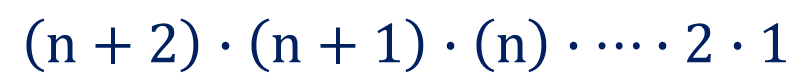 (n + 2) · (n + 1) · (n) · ⋯ · 2 · 1